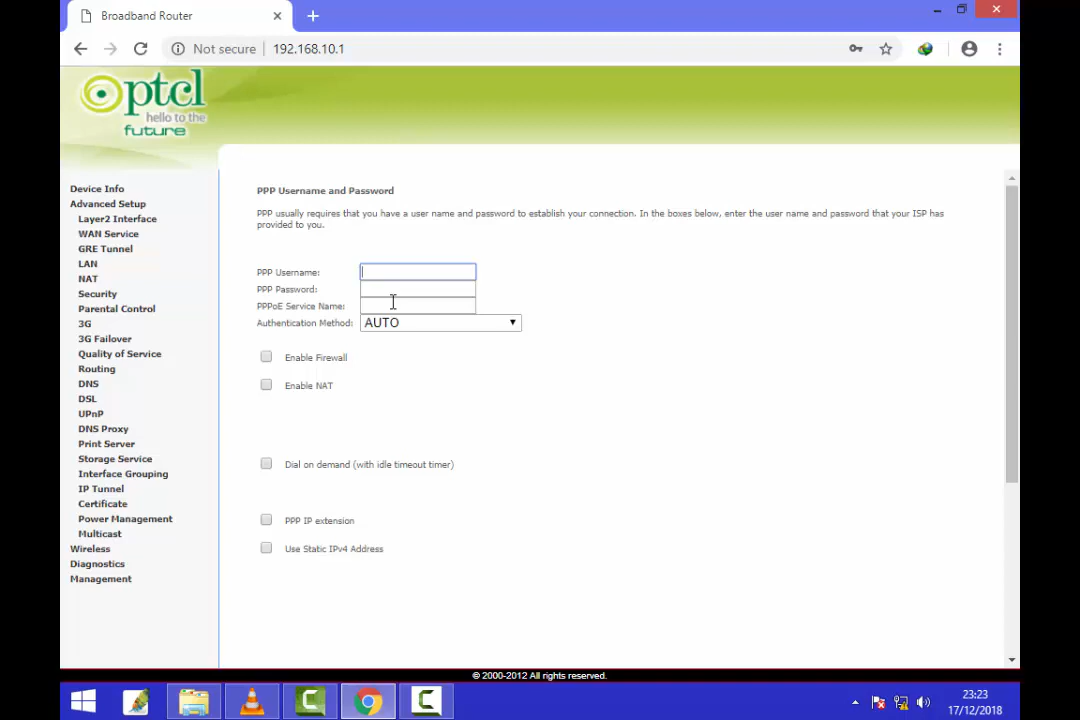 Broadband Router
Not secure
192.168.10.1
ptcl
hello to the
future
Device Info
Advanced Setup
Layer2 Interface
WAN Service
GRE Tunnel
LAN
NAT
Security
Parental Control
3G
3G Failover
Quality of Service
Routing
DNS
DSL
UPnP
DNS Proxy
Print Server
Storage Service
Interface Grouping
IP Tunnel
Certificate
Power Management
Multicast
Wireless
Diagnostics
Management
PPP Username and Password
PPP usually requires that you have a user name and password to establish your connection. In the boxes below, enter the user name and password that your ISP has
provided to you.
PPP Username:
PPP Password:
PPPoE Service Name:
Authentication Method: AUTO
Enable Firewall
Enable NAT
Dial on demand (with idle timeout timer)
PPP IP extension
Use Static IPv4 Address
© 2000-2012 All rights reserved.
23:23
17/12/2018